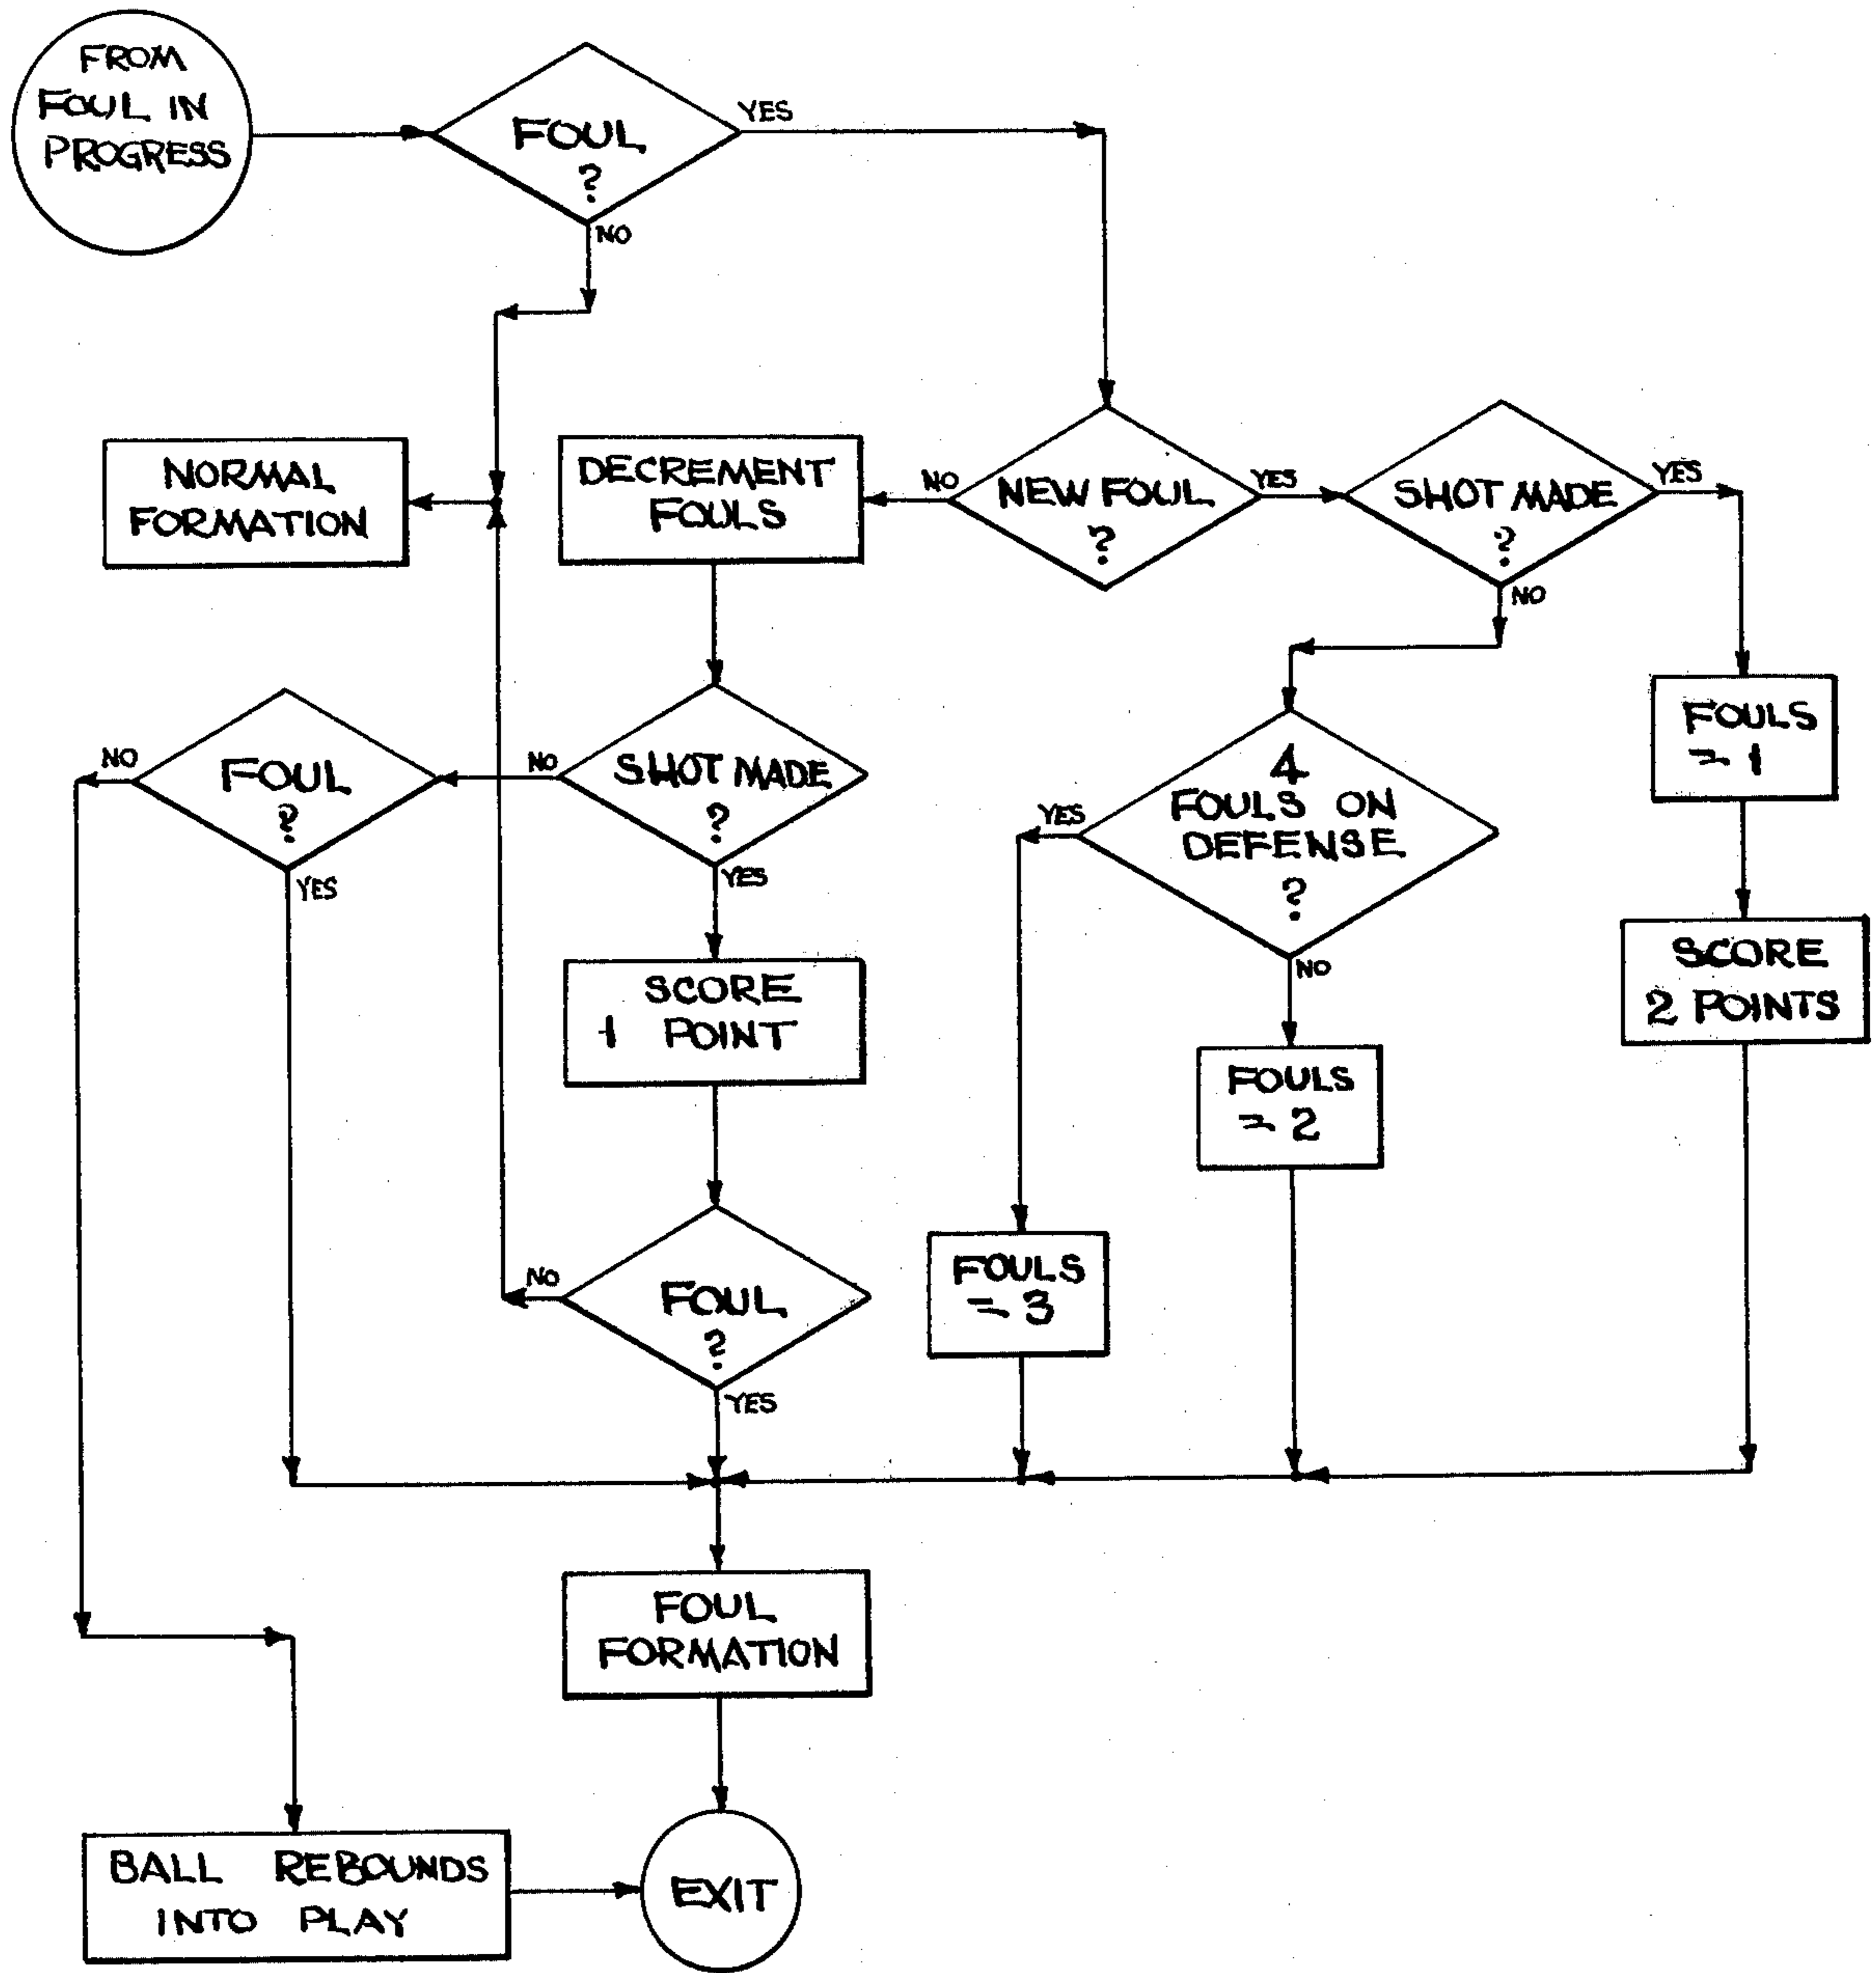 FROM
FOUL IN
PROGRESS
FOUL
?
YES
NO
NORMAL
FORMATION
DECREMENT
FOULS
NO
NEW FOUL
?
YES
SHOT MADE
?
YES
NO
FOULS
= 1
NO
FOUL
?
YES
NO
SHOT MADE
?
YES
YES
4
FOULS ON
DEFENSE
?
NO
SCORE
2 POINTS
SCORE
1 POINT
FOULS
= 2
FOULS
= 3
NO
FOUL
?
YES
FOUL
FORMATION
BALL REBOUNDS
INTO PLAY
EXIT